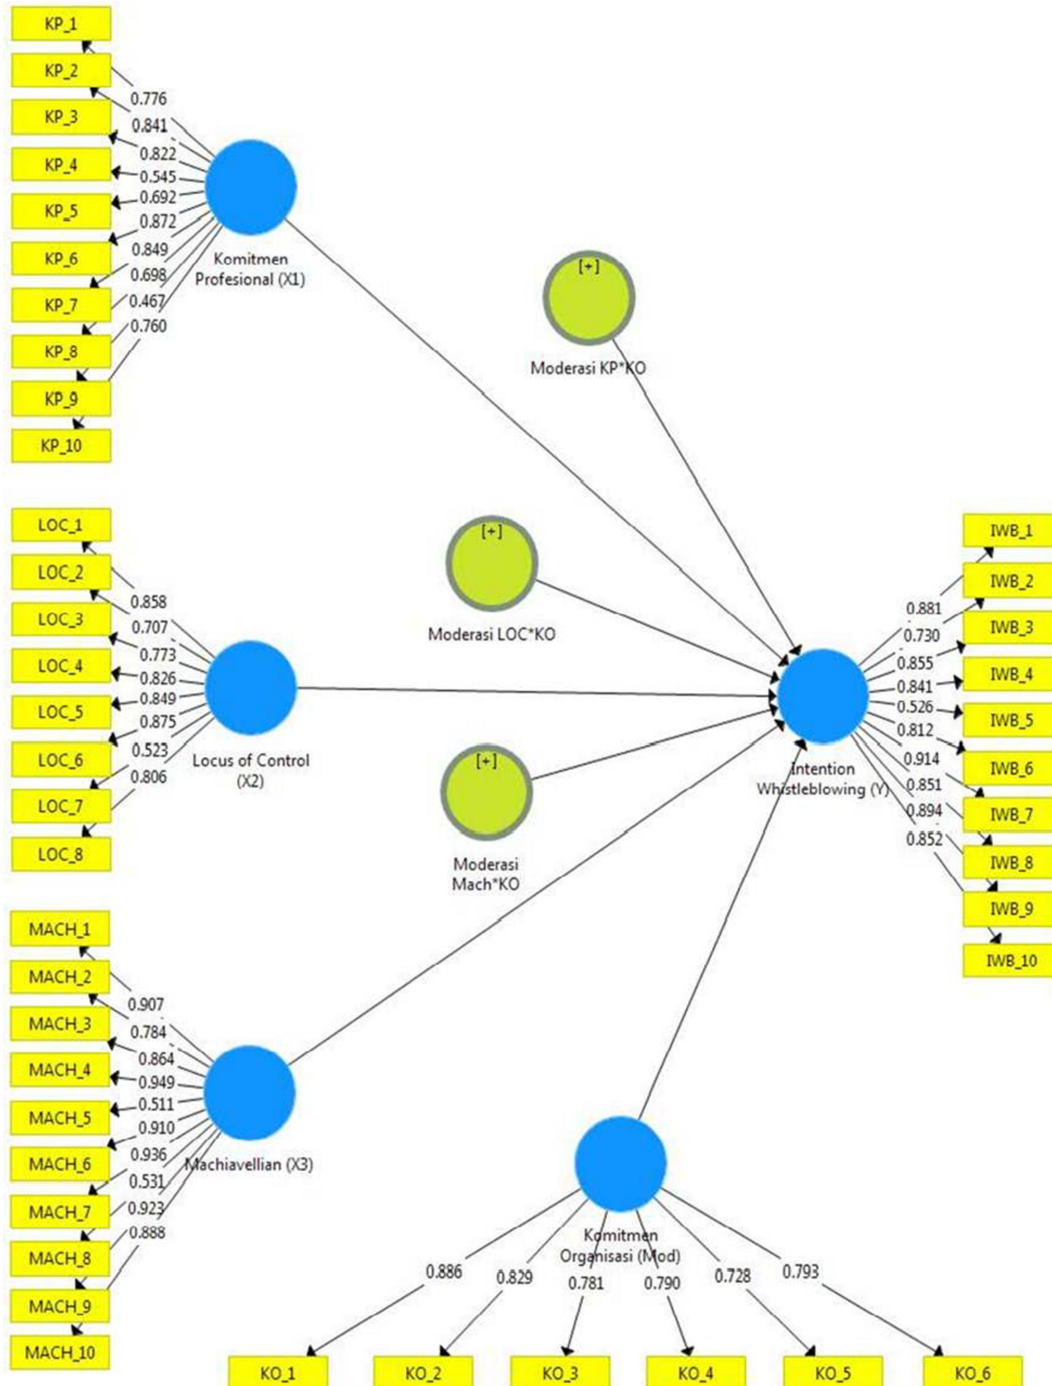 KP_1
KP_2
KP_3
KP_4
KP_5
KP_6
KP_7
KP_8
KP_9
KP_10
0.776
0.841
0.822
0.545
0.692
0.872
0.849
0.698
0.467
0.760
Komitmen
Profesional (X1)
[+]
Moderasi KP*KO
LOC_1
LOC_2
LOC_3
LOC_4
LOC_5
LOC_6
LOC_7
LOC_8
0.858
0.707
0.773
0.826
0.849
0.875
0.523
0.806
Locus of Control
(X2)
[+]
Moderasi LOC*KO
[+]
Moderasi
Mach*KO
Intention
Whistleblowing (Y)
0.881
0.730
0.855
0.841
0.526
0.812
0.914
0.851
0.894
0.852
IWB_1
IWB_2
IWB_3
IWB_4
IWB_5
IWB_6
IWB_7
IWB_8
IWB_9
IWB_10
MACH_1
MACH_2
MACH_3
MACH_4
MACH_5
MACH_6
MACH_7
MACH_8
MACH_9
MACH_10
0.907
0.784
0.864
0.949
0.511
0.910
0.936
0.531
0.923
0.888
Machiavellian (X3)
Komitmen
Organisasi (Mod)
0.886
0.829
0.781
0.790
0.728
0.793
KO_1
KO_2
KO_3
KO_4
KO_5
KO_6